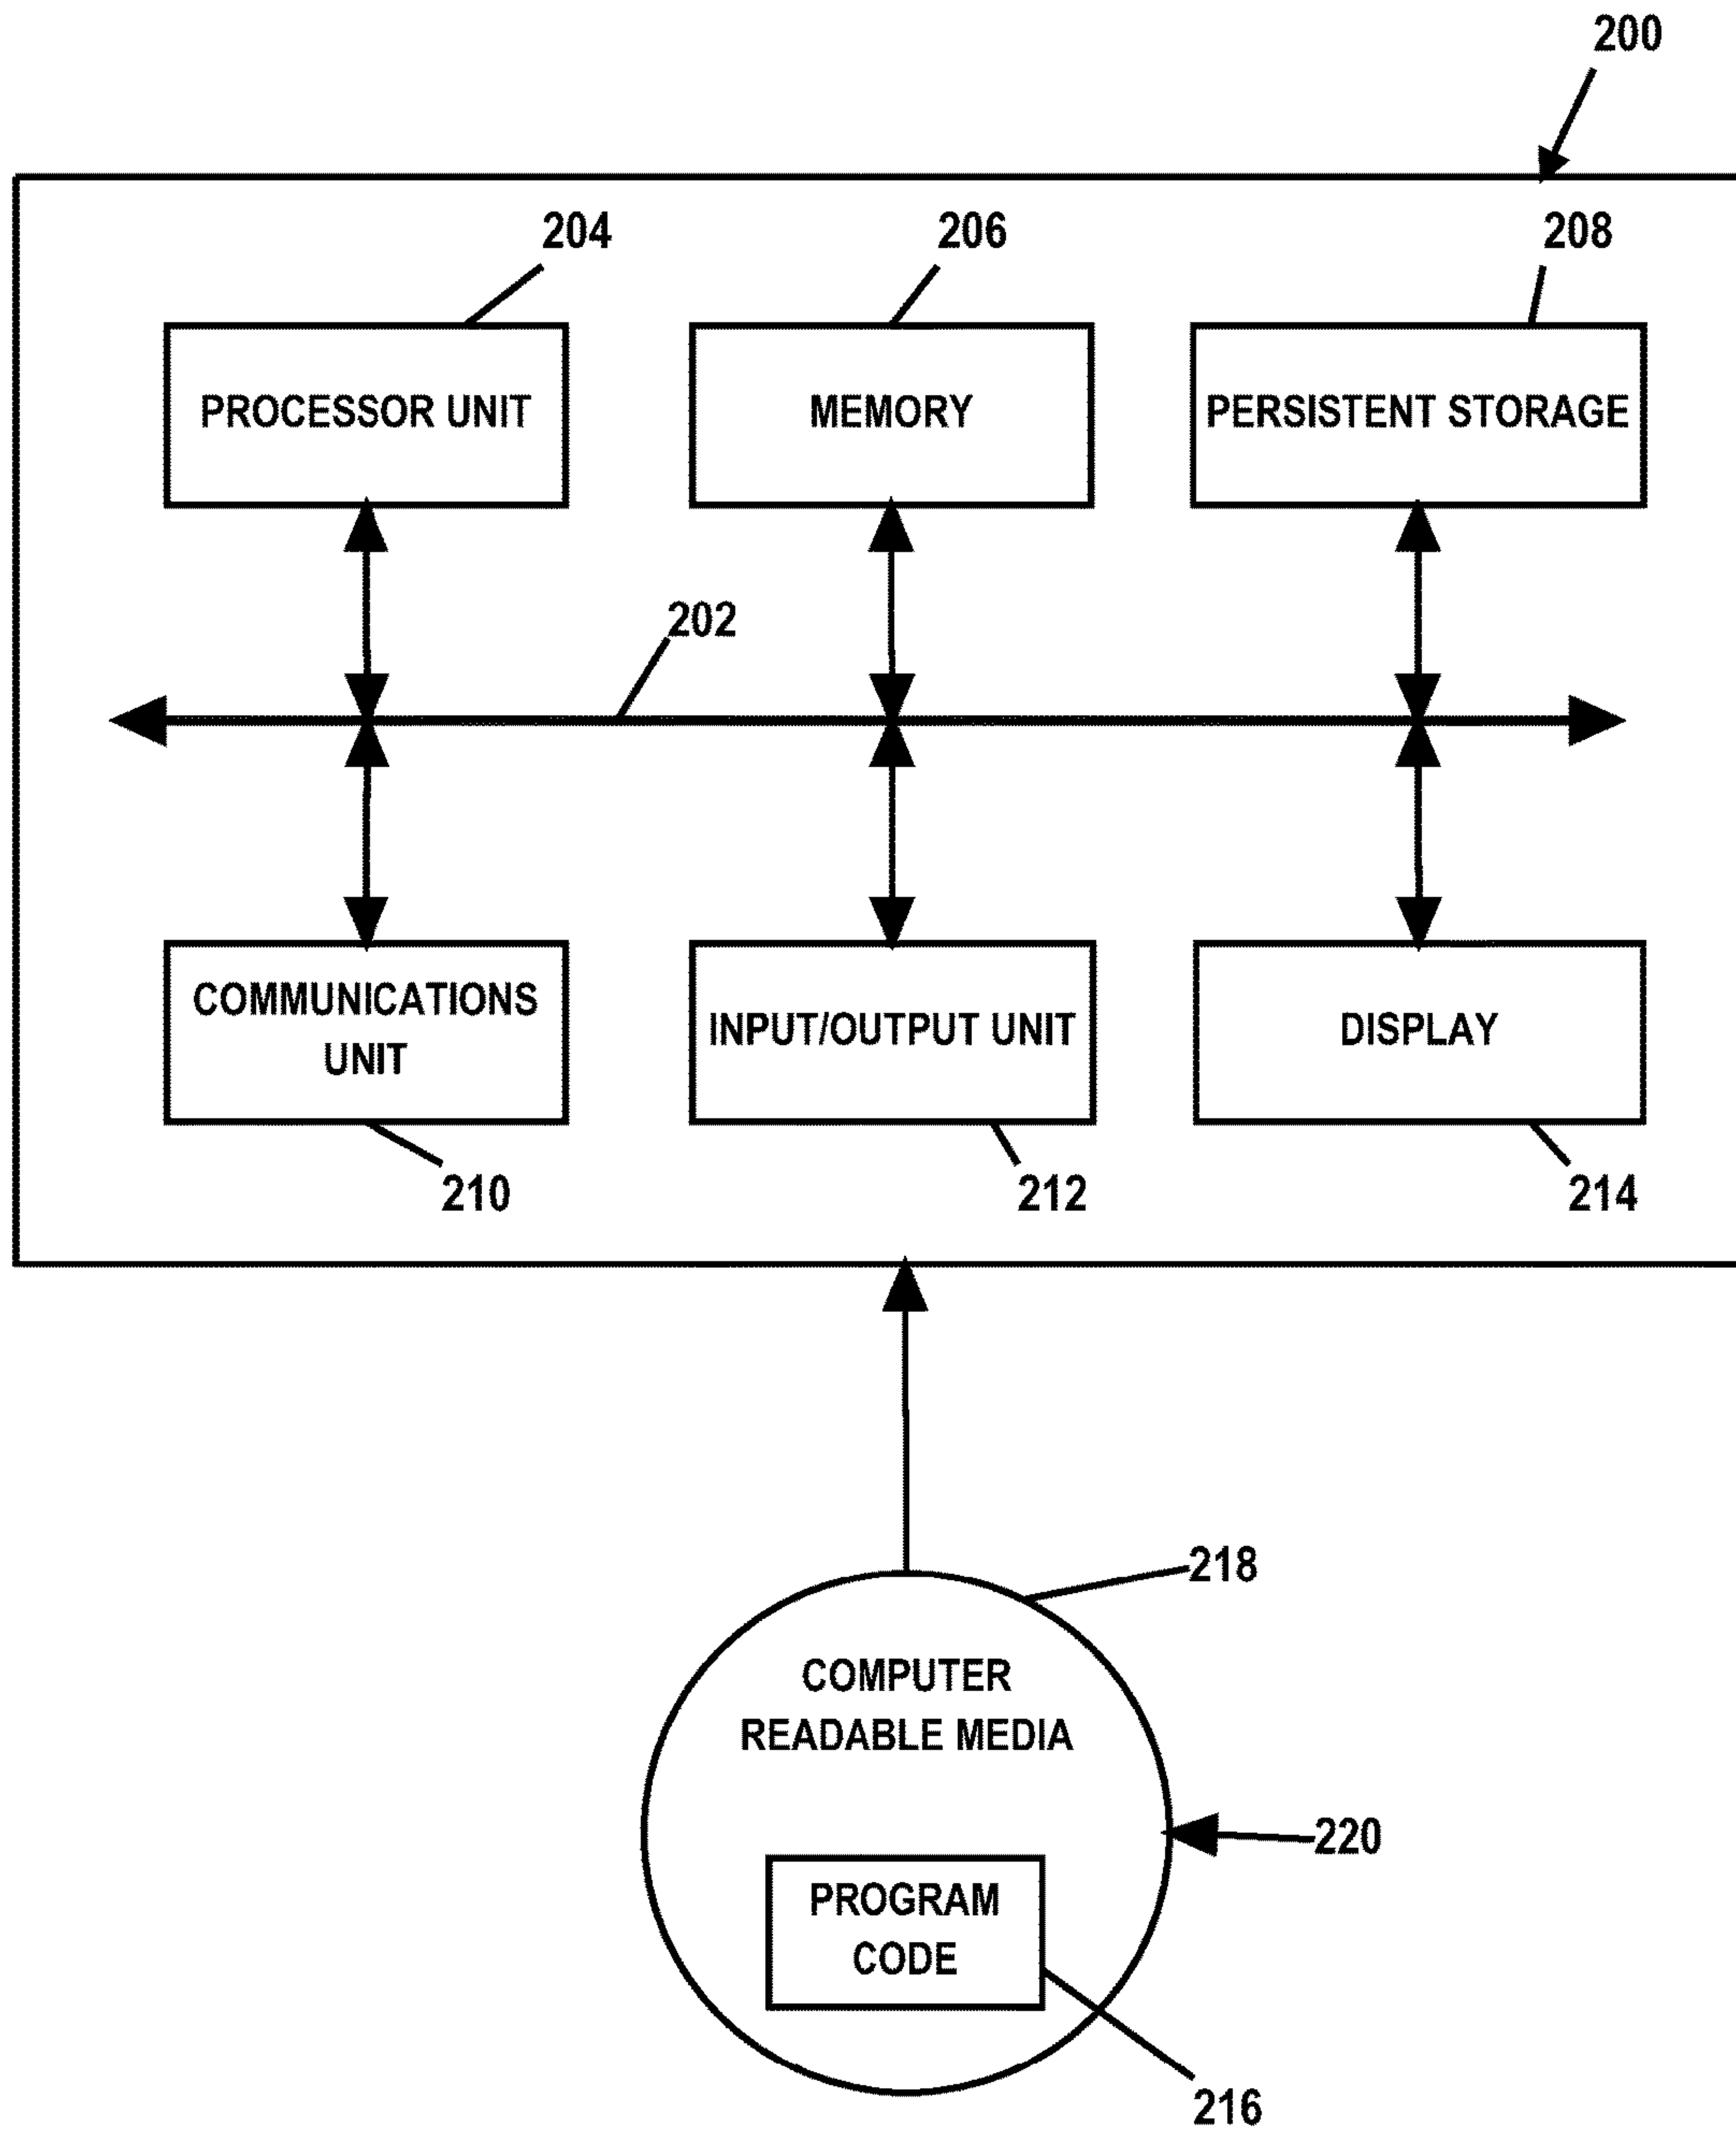 200
204
206
208
PROCESSOR UNIT
MEMORY
PERSISTENT STORAGE
202
COMMUNICATIONS
UNIT
INPUT/OUTPUT UNIT
DISPLAY
210
212
214
218
COMPUTER
READABLE MEDIA
220
PROGRAM
CODE
216